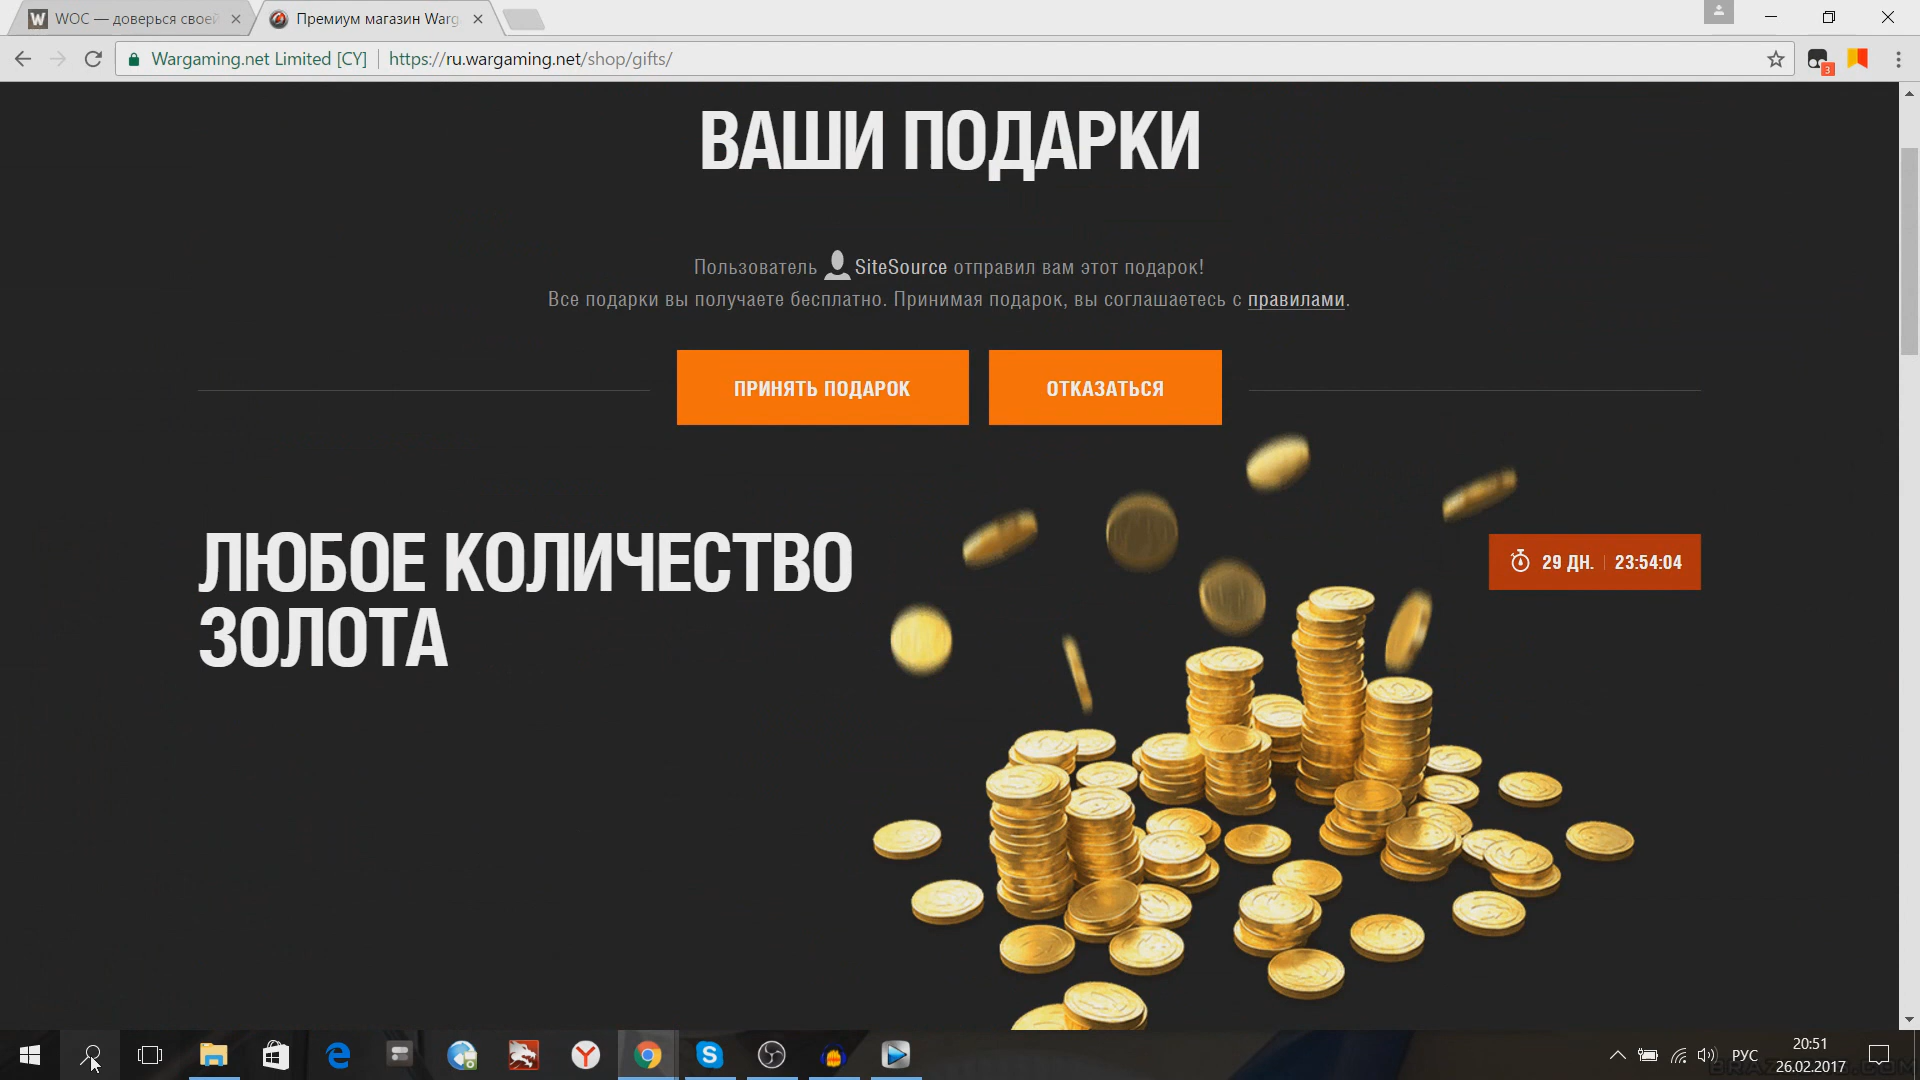 WOC — доверься своей
Премиум магазин Warg
Wargaming.net Limited [CY]
https://ru.wargaming.net/shop/gifts/
3
ВАШИ ПОДАРКИ
Пользователь SiteSource отправил вам этот подарок!
Все подарки вы получаете бесплатно. Принимая подарок, вы соглашаетесь с правилами.
ПРИНЯТЬ ПОДАРОК
ОТКАЗАТЬСЯ
ЛЮБОЕ КОЛИЧЕСТВО
ЗОЛОТА
29 ДН. 23:54:04
РУС
20:51
26.02.2017